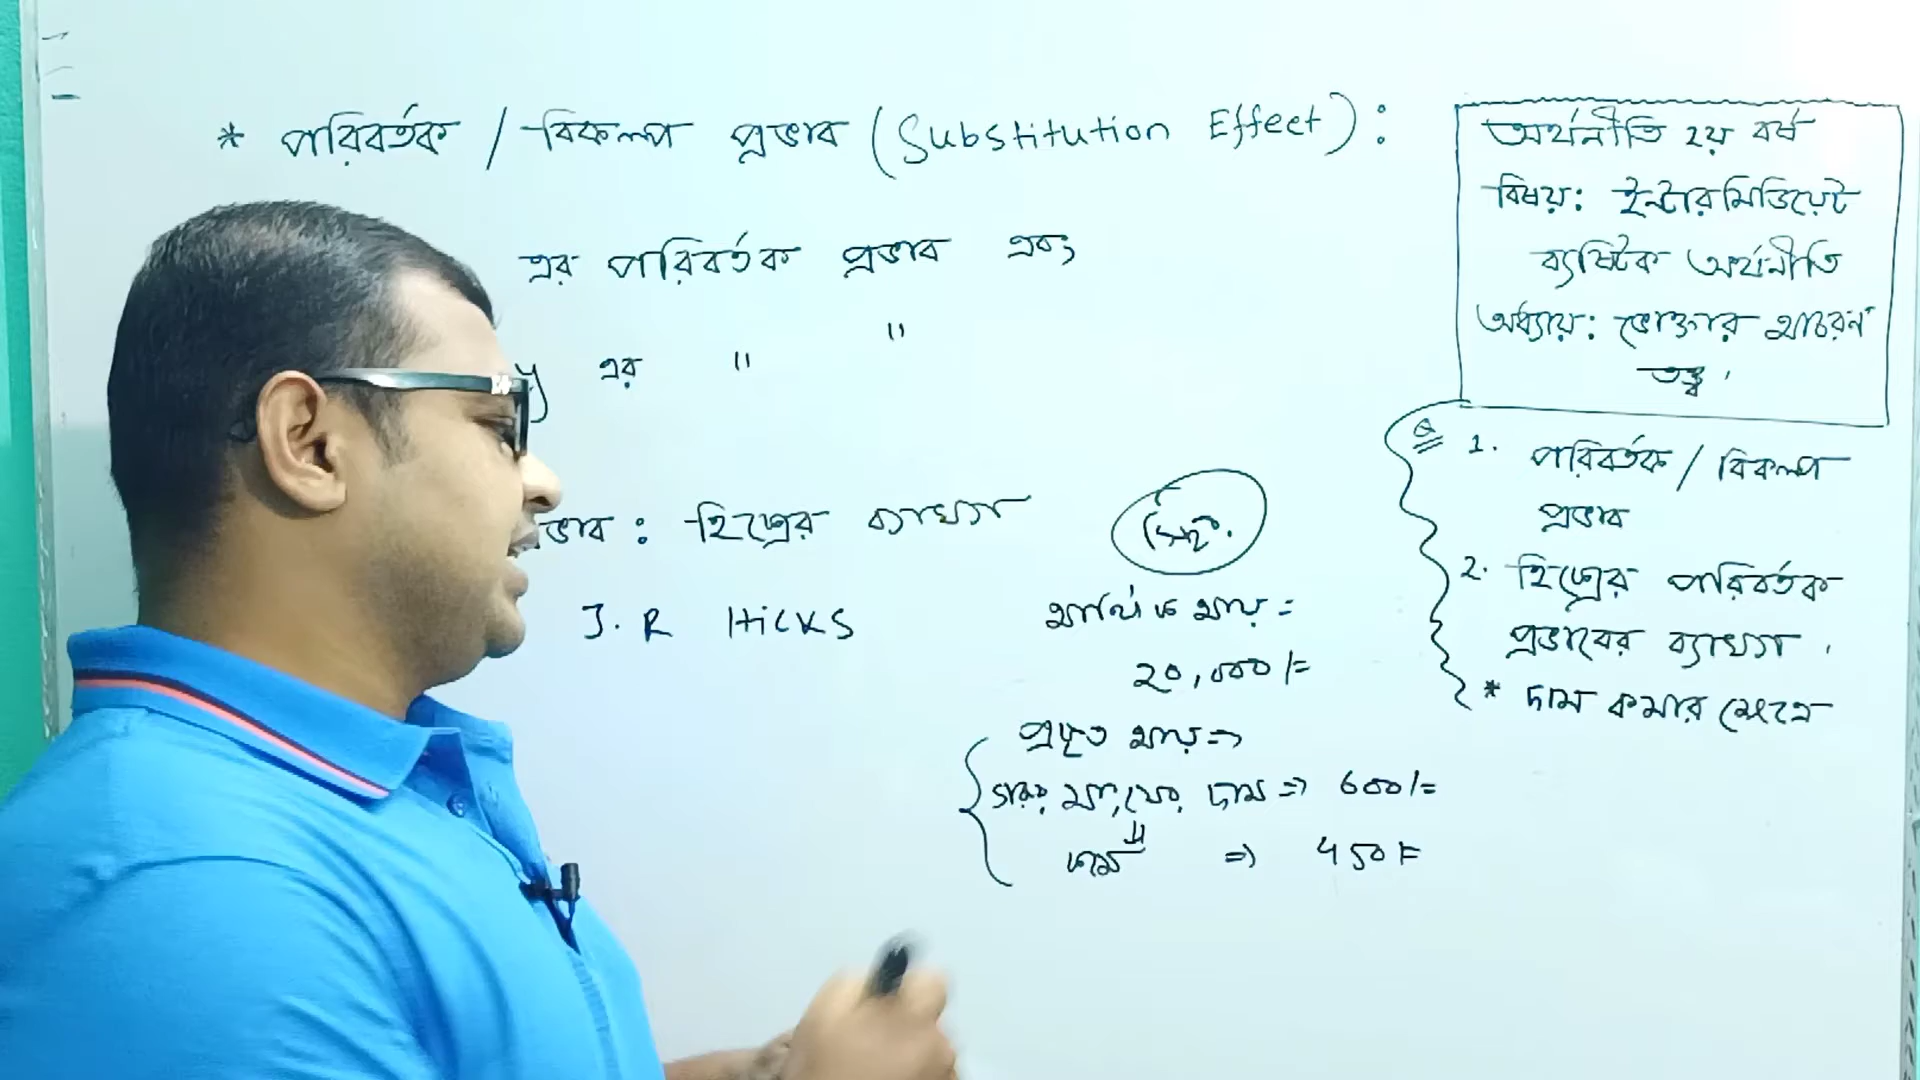 * পরিবর্তক / বিকল্প প্রভাব (Substitution Effect) :
এর পরিবর্তক প্রভাব এবং
y এর " "
ভাব : হিক্সের ব্যাখ্যা
J. R HiCKS
আর্থিক আয় =
20,000/=
প্রকৃত আয় =>
দাম => 600/=
=> 450/=
অর্থনীতি ২য় বর্ষ
বিষয় : ইন্টারমিডিয়েট
ব্যষ্টিক অর্থনীতি
অধ্যায় : ভোক্তার আচরন
তত্ত্ব ।
Q 1. পরিবর্তক / বিকল্প
প্রভাব
2. হিক্সের পরিবর্তক
প্রভাবের ব্যাখ্যা ।
* দাম কমার ক্ষেত্রে